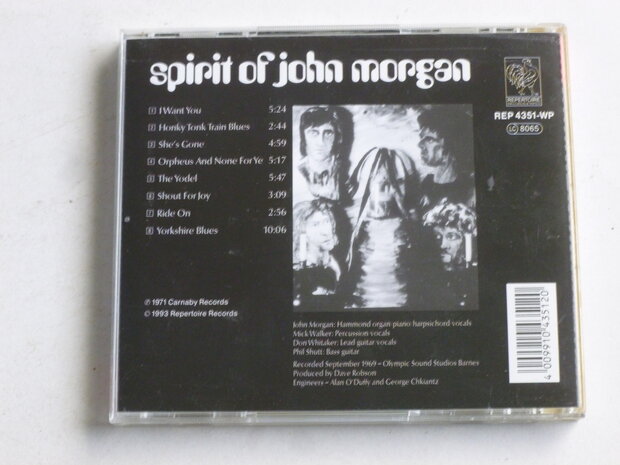 spirit of john morgan
REPERTOIRE
REP 4351-WP
LC 8065
1 I Want You 5:24
2 Honky Tonk Train Blues 2:44
3 She's Gone 4:59
4 Orpheus And None For Ye 5:17
5 The Yodel 5:47
6 Shout For Joy 3:09
7 Ride On 2:56
8 Yorkshire Blues 10:06
℗ 1971 Carnaby Records
© 1993 Repertoire Records
John Morgan: Hammond organ piano harpsichord vocals
Mick Walker: Percussion vocals
Don Whitaker: Lead guitar vocals
Phil Shutt: Bass guitar
Recorded September 1969 – Olympic Sound Studios Barnes
Produced by Dave Robson
Engineers – Alan O'Duffy and George Chkiantz
4 009910 435120